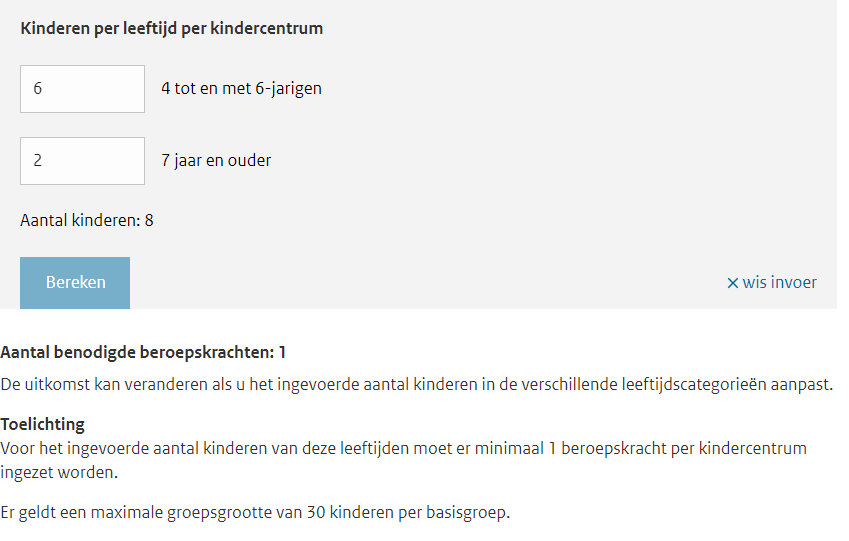 Kinderen per leeftijd per kindercentrum
6 4 tot en met 6-jarigen
2 7 jaar en ouder
Aantal kinderen: 8
Bereken
× wis invoer
Aantal benodigde beroepskrachten: 1
De uitkomst kan veranderen als u het ingevoerde aantal kinderen in de verschillende leeftijdscategorieën aanpast.
Toelichting
Voor het ingevoerde aantal kinderen van deze leeftijden moet er minimaal 1 beroepskracht per kindercentrum
ingezet worden.
Er geldt een maximale groepsgrootte van 30 kinderen per basisgroep.